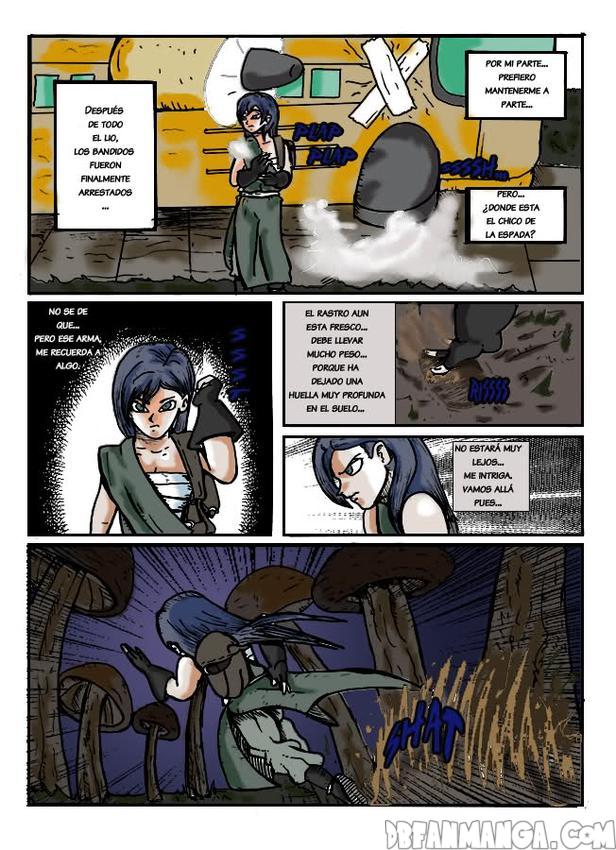 DESPUÉS
DE TODO
EL LIO,
LOS BANDIDOS
FUERON
FINALMENTE
ARRESTADOS
...
PLAP
PLAP
POR MI PARTE...
PREFIERO
MANTENERME A
PARTE...
SSSSH...
PERO...
¿DONDE ESTA
EL CHICO DE
LA ESPADA?
NO SE DE
QUE...
PERO ESE ARMA,
ME RECUERDA A
ALGO.
EL RASTRO AUN
ESTA FRESCO...
DEBE LLEVAR
MUCHO PESO...
PORQUE HA
DEJADO UNA
HUELLA MUY PROFUNDA
EN EL SUELO...
RISSSS
NO ESTARÁ MUY
LEJOS...
ME INTRIGA.
VAMOS ALLÁ
PUES...
SHAT
DBFANMANGA.COM